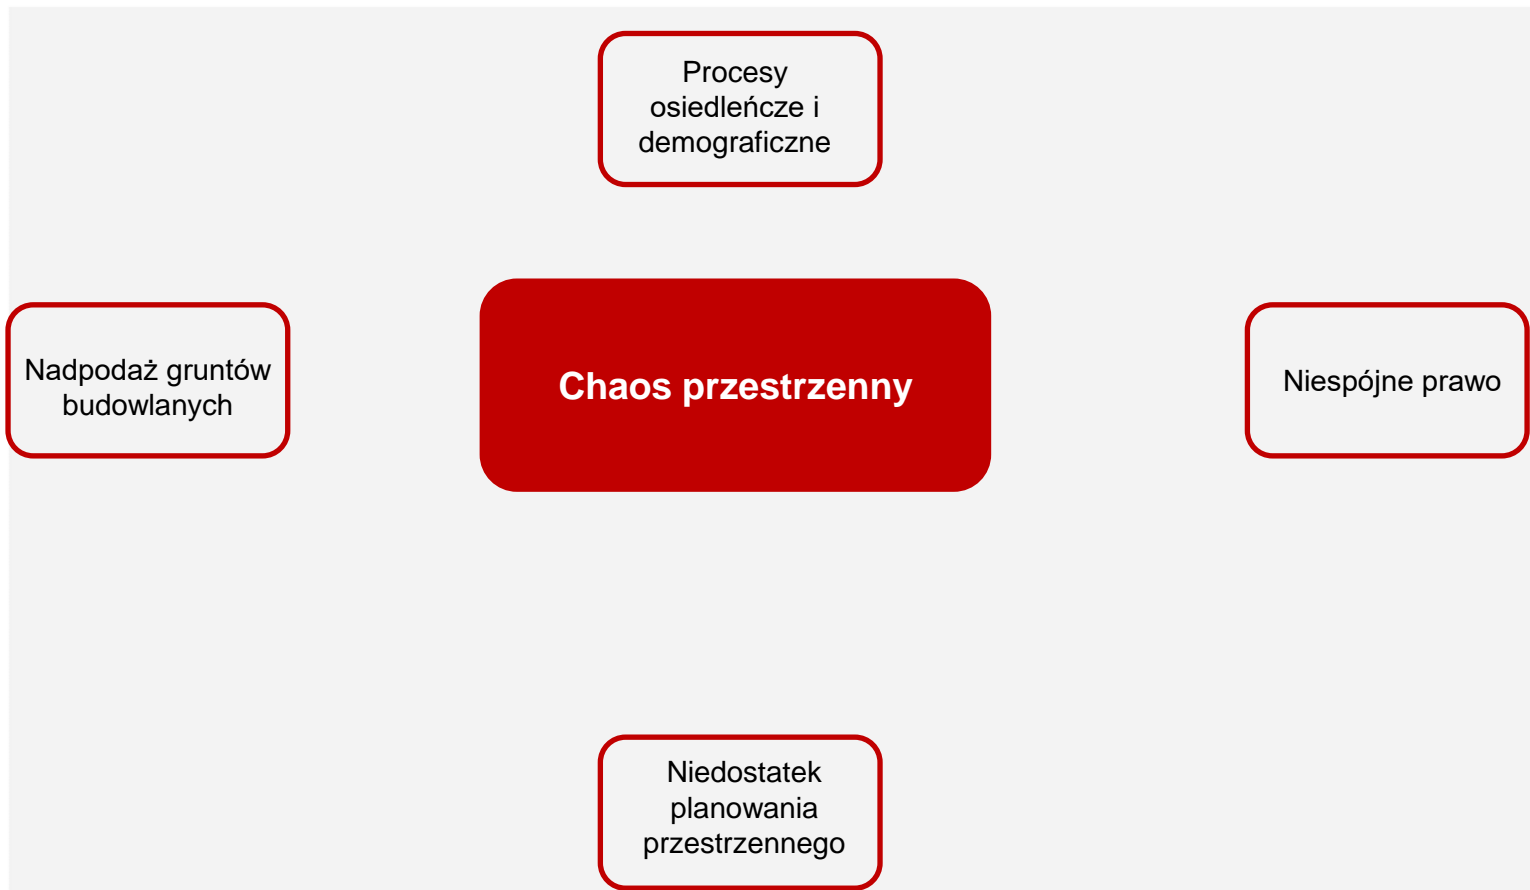 Procesy
osiedleńcze i
demograficzne
Nadpodaż gruntów
budowlanych
Chaos przestrzenny
Niespójne prawo
Niedostatek
planowania
przestrzennego